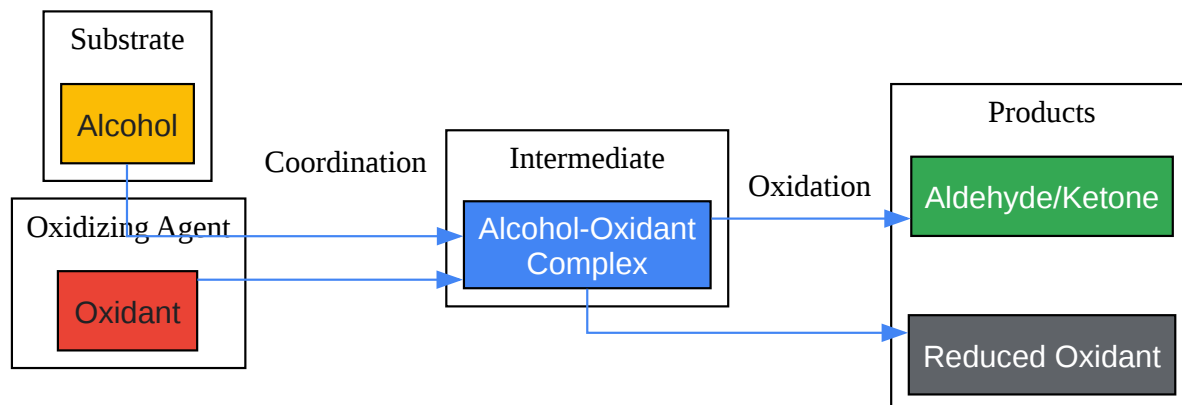 Substrate
Alcohol
Oxidizing Agent
Oxidant
Coordination
Intermediate
Alcohol-Oxidant
Complex
Oxidation
Products
Aldehyde/Ketone
Reduced Oxidant